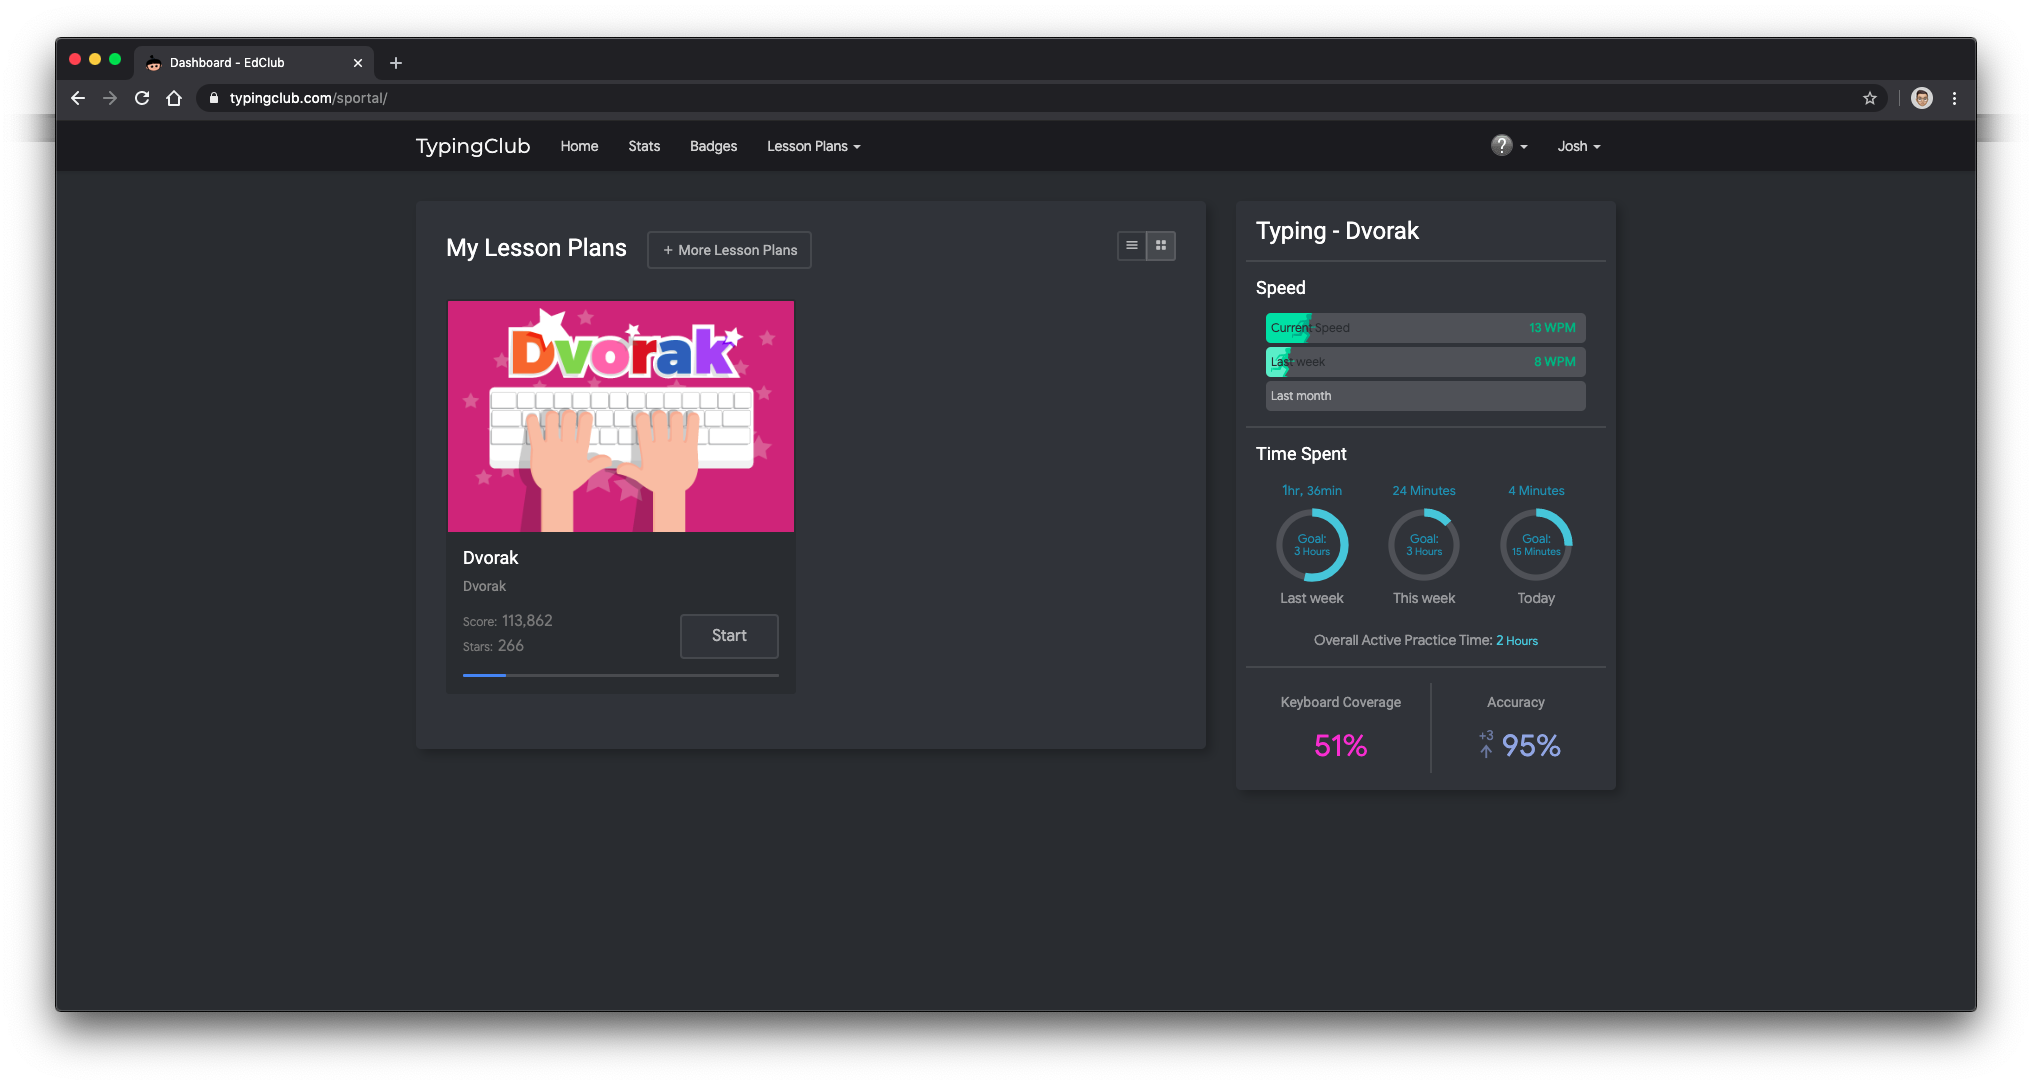 Dashboard - EdClub
typingclub.com/sportal/
TypingClub Home Stats Badges Lesson Plans
? Josh
My Lesson Plans
+ More Lesson Plans
Dvorak
Dvorak
Dvorak
Score: 113,862
Stars: 266
Start
Typing - Dvorak
Speed
Current Speed 13 WPM
Last week 8 WPM
Last month
Time Spent
1hr, 36min
Goal:
3 Hours
Last week
24 Minutes
Goal:
3 Hours
This week
4 Minutes
Goal:
15 Minutes
Today
Overall Active Practice Time: 2 Hours
Keyboard Coverage
51%
Accuracy
+3
95%